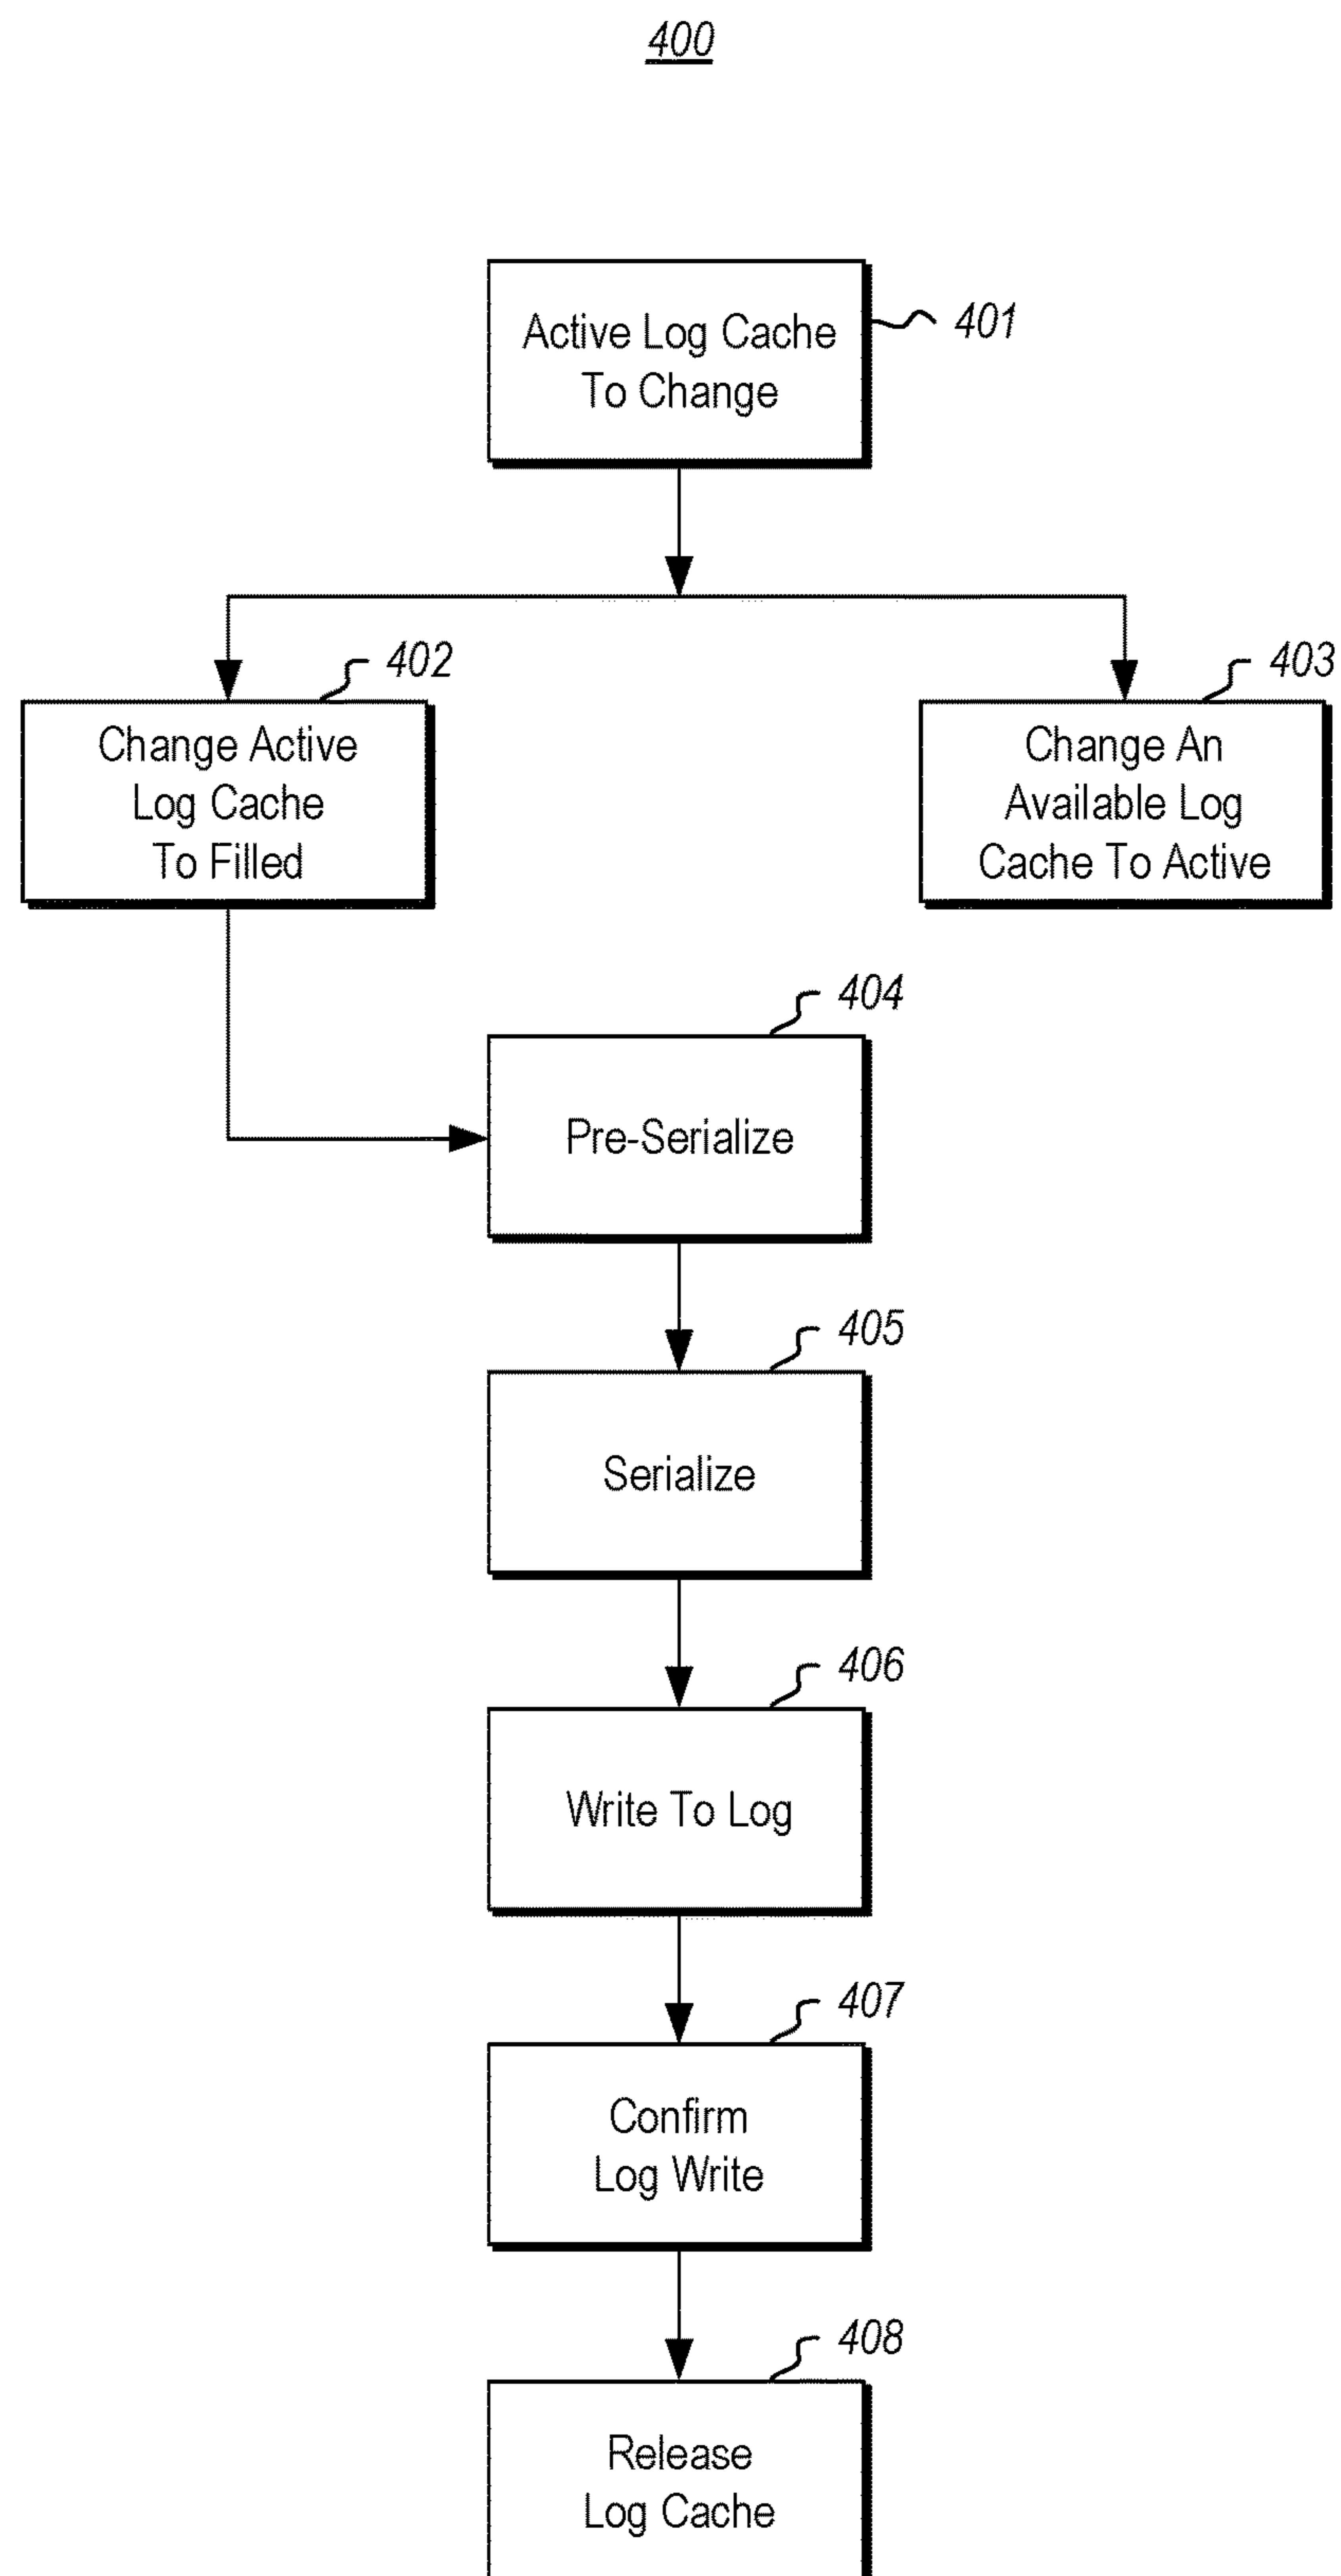 400
Active Log Cache
To Change
401
402
403
Change Active
Log Cache
To Filled
Change An
Available Log
Cache To Active
404
Pre-Serialize
405
Serialize
406
Write To Log
407
Confirm
Log Write
408
Release
Log Cache